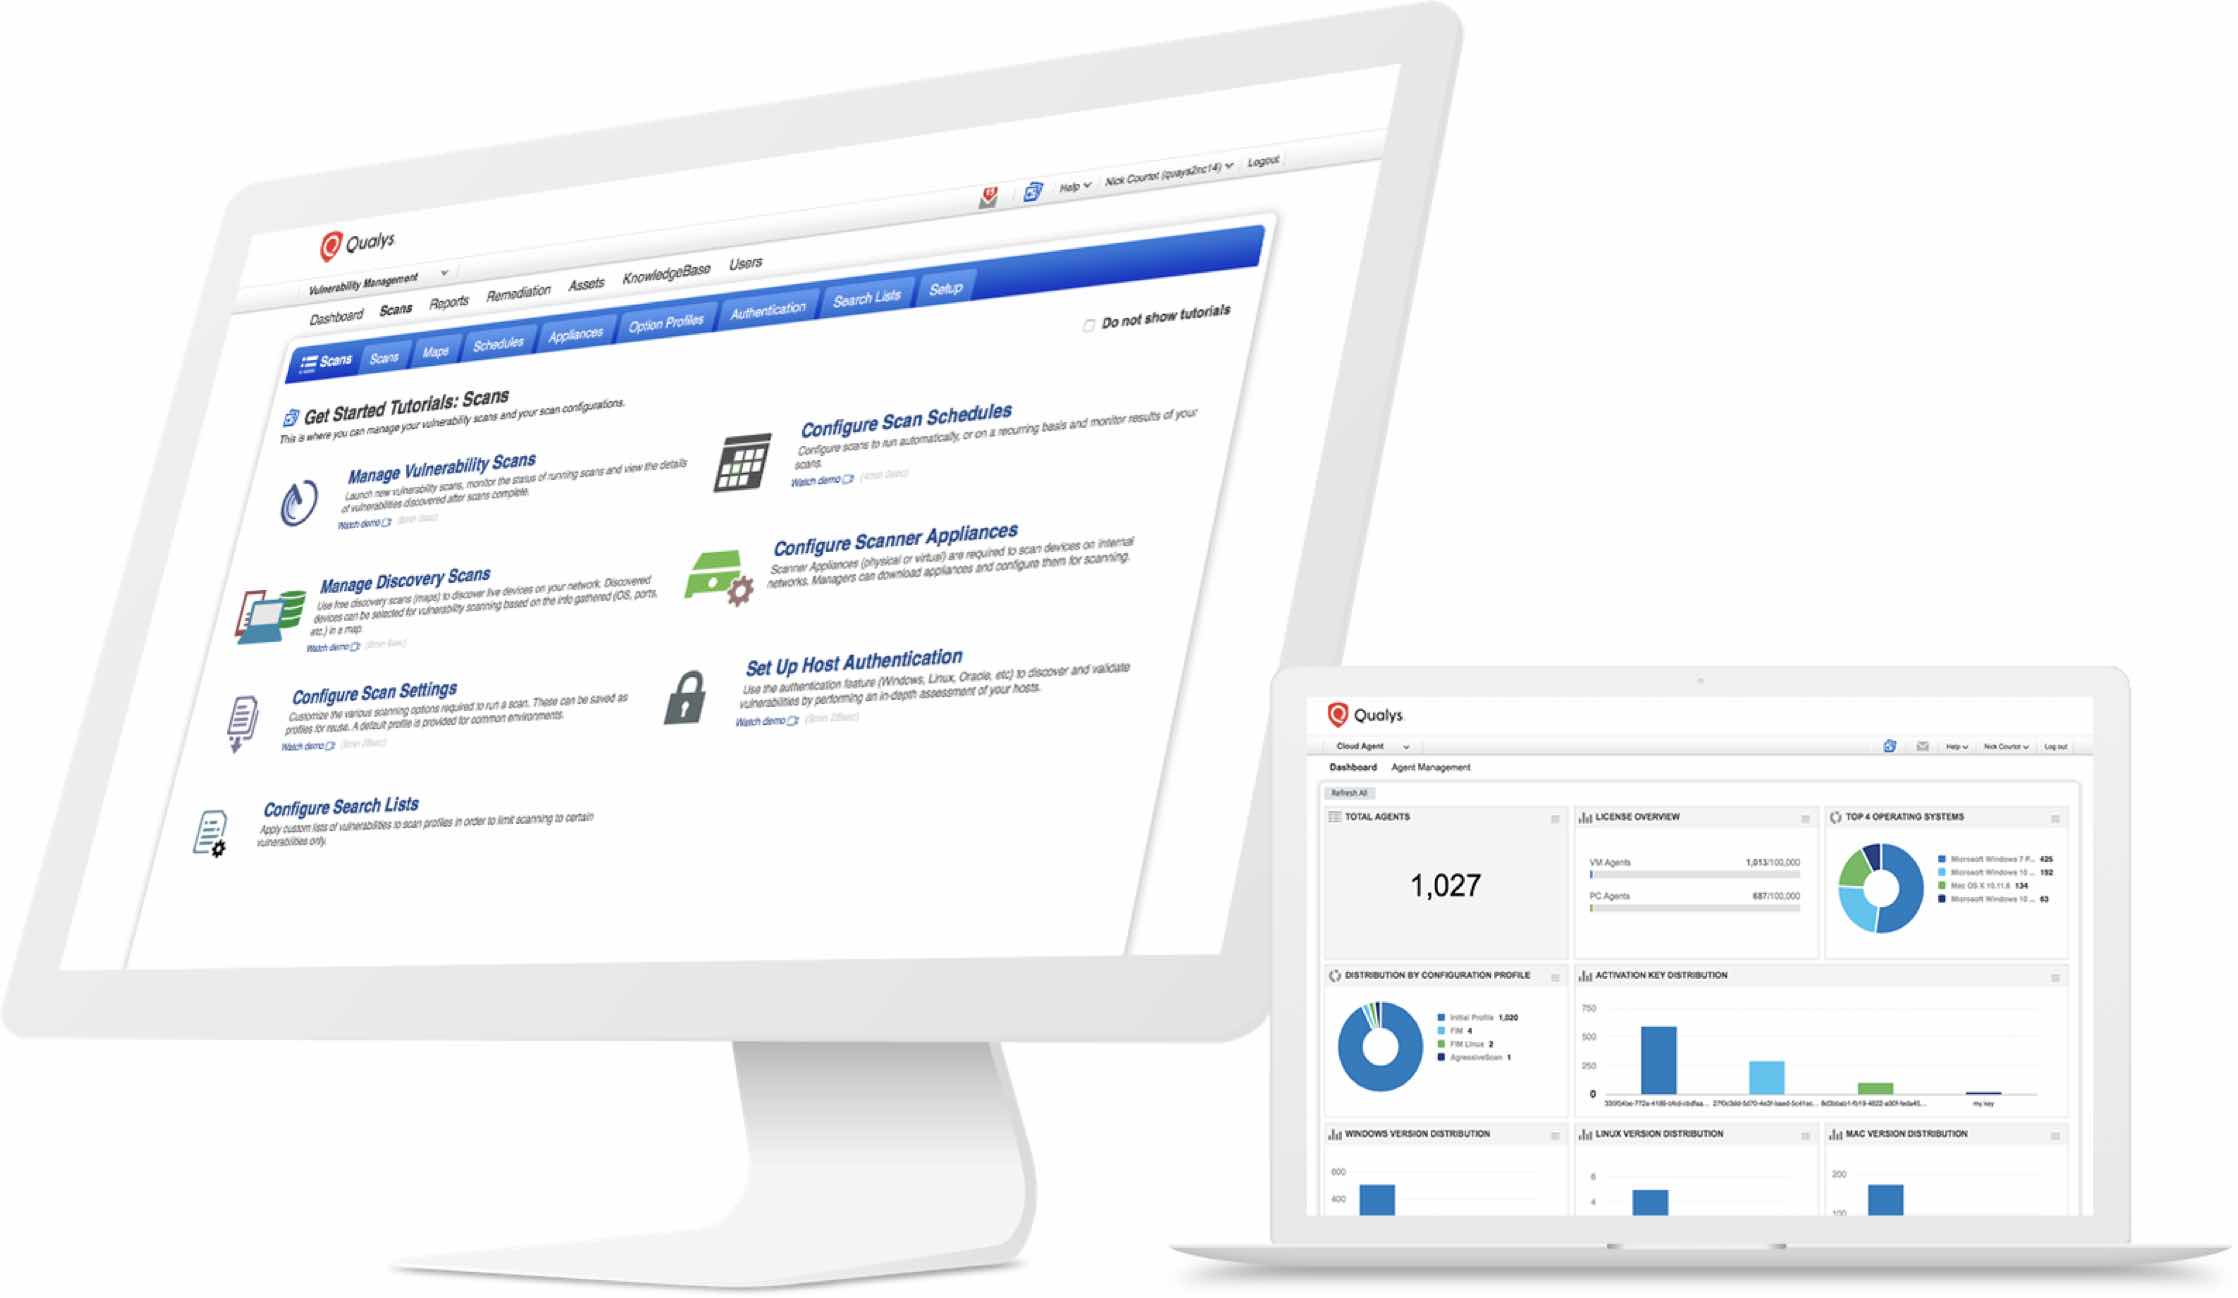 Qualys
Help
Nick Courtot (quays2nc14)
Logout
Vulnerability Management
Dashboard
Scans
Reports
Remediation
Assets
KnowledgeBase
Users
Scans
Scans
Maps
Schedules
Appliances
Option Profiles
Authentication
Search Lists
Setup
Do not show tutorials
Get Started Tutorials: Scans
This is where you can manage your vulnerability scans and your scan configurations.
Manage Vulnerability Scans
Launch new vulnerability scans, monitor the status of running scans and view the details
of vulnerabilities discovered after scans complete.
Watch demo
Manage Discovery Scans
Use free discovery scans (maps) to discover live devices on your network. Discovered
devices can be selected for vulnerability scanning based on the info gathered (OS, ports,
etc.) in a map.
Watch demo
Configure Scan Settings
Customize the various scanning options required to run a scan. These can be saved as
profiles for reuse. A default profile is provided for common environments.
Watch demo
Configure Search Lists
Apply custom lists of vulnerabilities to scan profiles in order to limit scanning to certain
vulnerabilities only.
Configure Scan Schedules
Configure scans to run automatically, or on a recurring basis and monitor results of your
scans.
Watch demo
Configure Scanner Appliances
Scanner Appliances (physical or virtual) are required to scan devices on internal
networks. Managers can download appliances and configure them for scanning.
Set Up Host Authentication
Use the authentication feature (Windows, Linux, Oracle, etc) to discover and validate
vulnerabilities by performing an in-depth assessment of your hosts.
Watch demo
Qualys
Cloud Agent
Help
Nick Courtot
Log out
Dashboard
Agent Management
Refresh All
TOTAL AGENTS
1,027
LICENSE OVERVIEW
VM Agents 1,013/100,000
PC Agents 687/100,000
TOP 4 OPERATING SYSTEMS
Microsoft Windows 7 P... 425
Microsoft Windows 10 ... 192
Mac OS X 10.11.6 134
Microsoft Windows 10 ... 63
DISTRIBUTION BY CONFIGURATION PROFILE
Initial Profile 1,020
FIM 4
FIM Linux 2
AgressiveScan 1
ACTIVATION KEY DISTRIBUTION
750
500
250
0
my key
WINDOWS VERSION DISTRIBUTION
600
400
LINUX VERSION DISTRIBUTION
6
4
MAC VERSION DISTRIBUTION
200
100